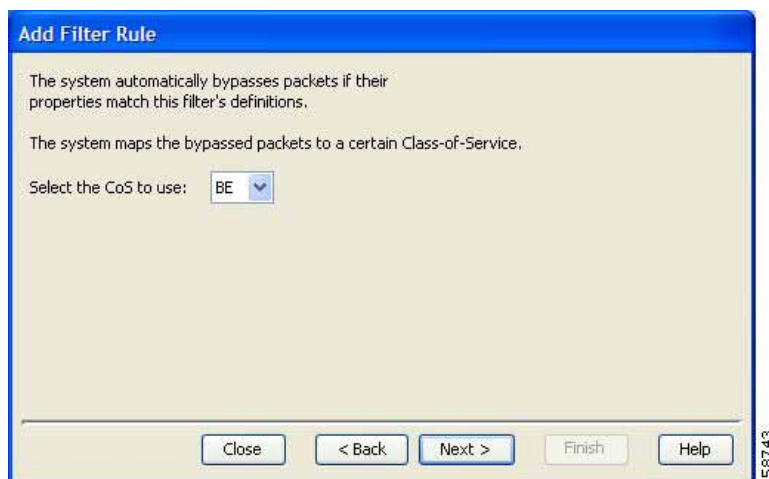 Add Filter Rule
The system automatically bypasses packets if their
properties match this filter's definitions.
The system maps the bypassed packets to a certain Class-of-Service.
Select the CoS to use: BE
Close < Back Next > Finish Help
58743